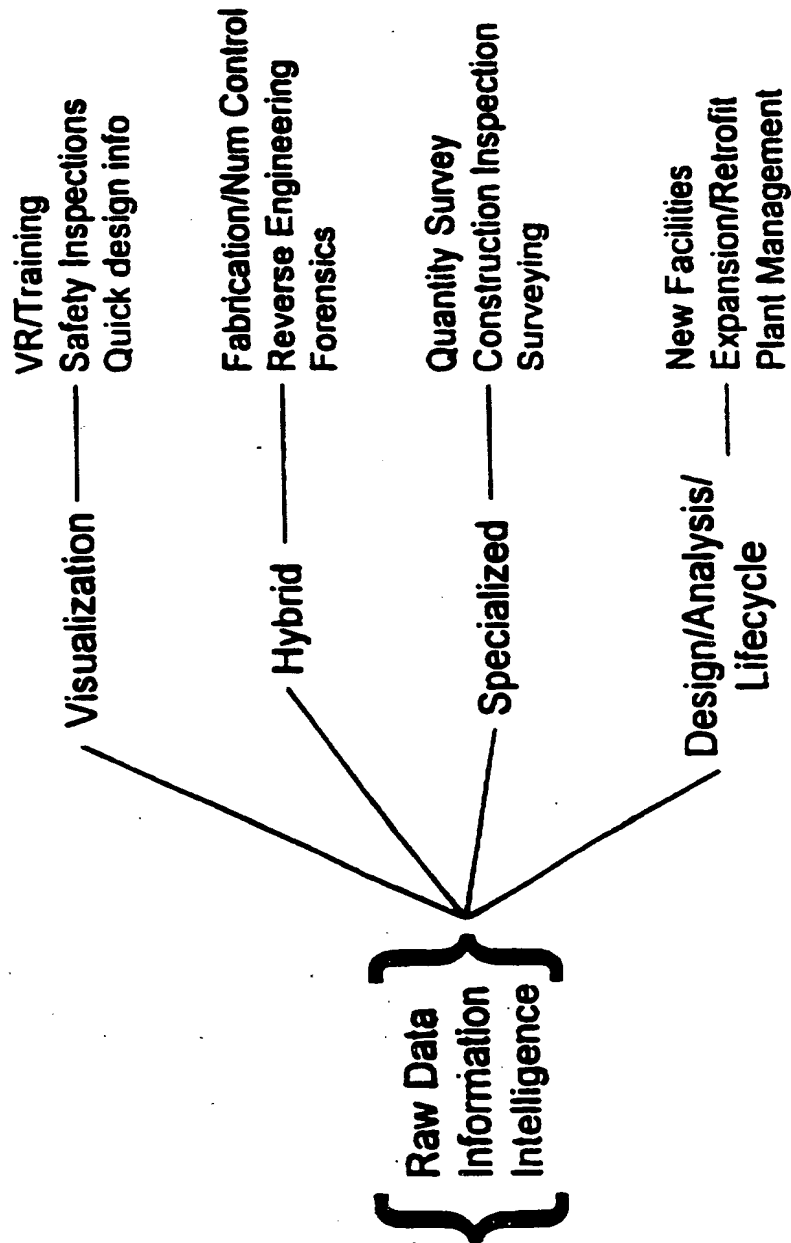 Raw Data
Information
Intelligence
Visualization
VR/Training
Safety Inspections
Quick design info
Hybrid
Fabrication/Num Control
Reverse Engineering
Forensics
Specialized
Quantity Survey
Construction Inspection
Surveying
Design/Analysis/
Lifecycle
New Facilities
Expansion/Retrofit
Plant Management